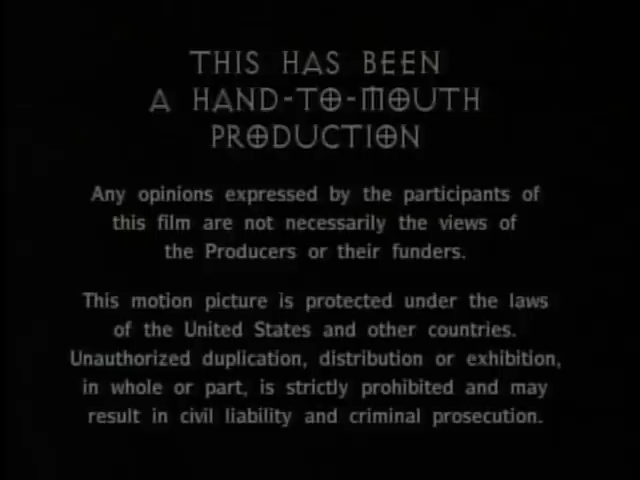 THIS HAS BEEN
A HAND-TO-MOUTH
PRODUCTION
Any opinions expressed by the participants of
this film are not necessarily the views of
the Producers or their funders.
This motion picture is protected under the laws
of the United States and other countries.
Unauthorized duplication, distribution or exhibition,
in whole or part, is strictly prohibited and may
result in civil liability and criminal prosecution.